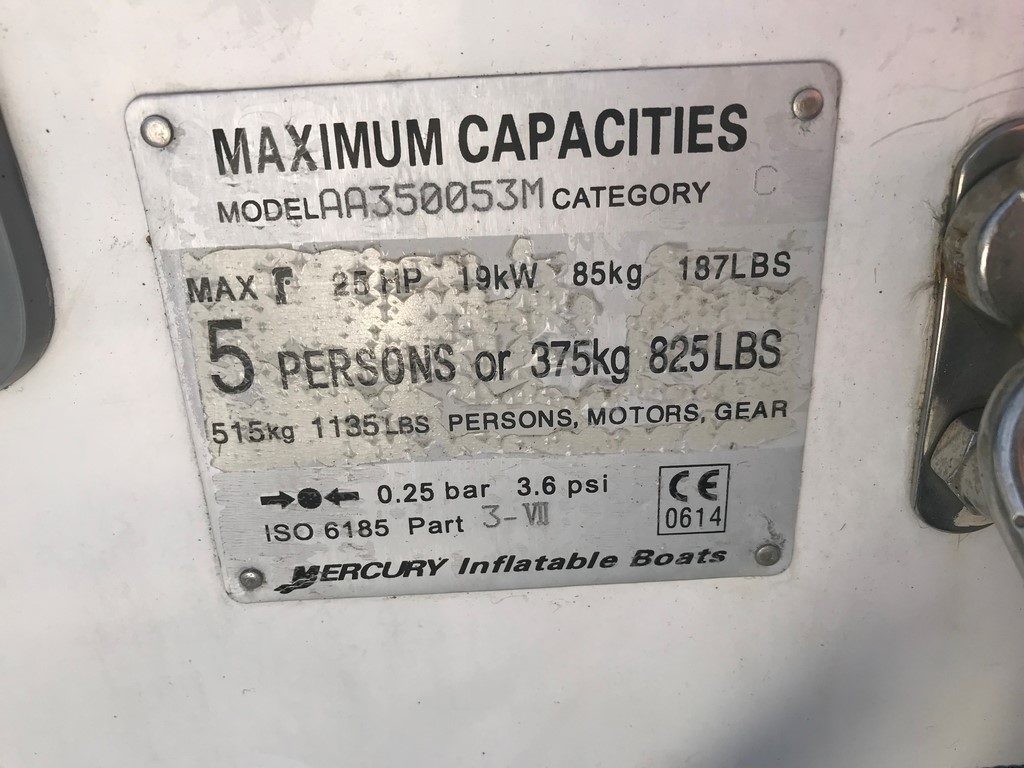 MAXIMUM CAPACITIES
MODEL AA350053M CATEGORY C
MAX 25 HP 19kW 85kg 187LBS
5 PERSONS or 375kg 825LBS
515kg 1135LBS PERSONS, MOTORS, GEAR
0.25 bar 3.6 psi
ISO 6185 Part 3-VII
CE
0614
MERCURY Inflatable Boats